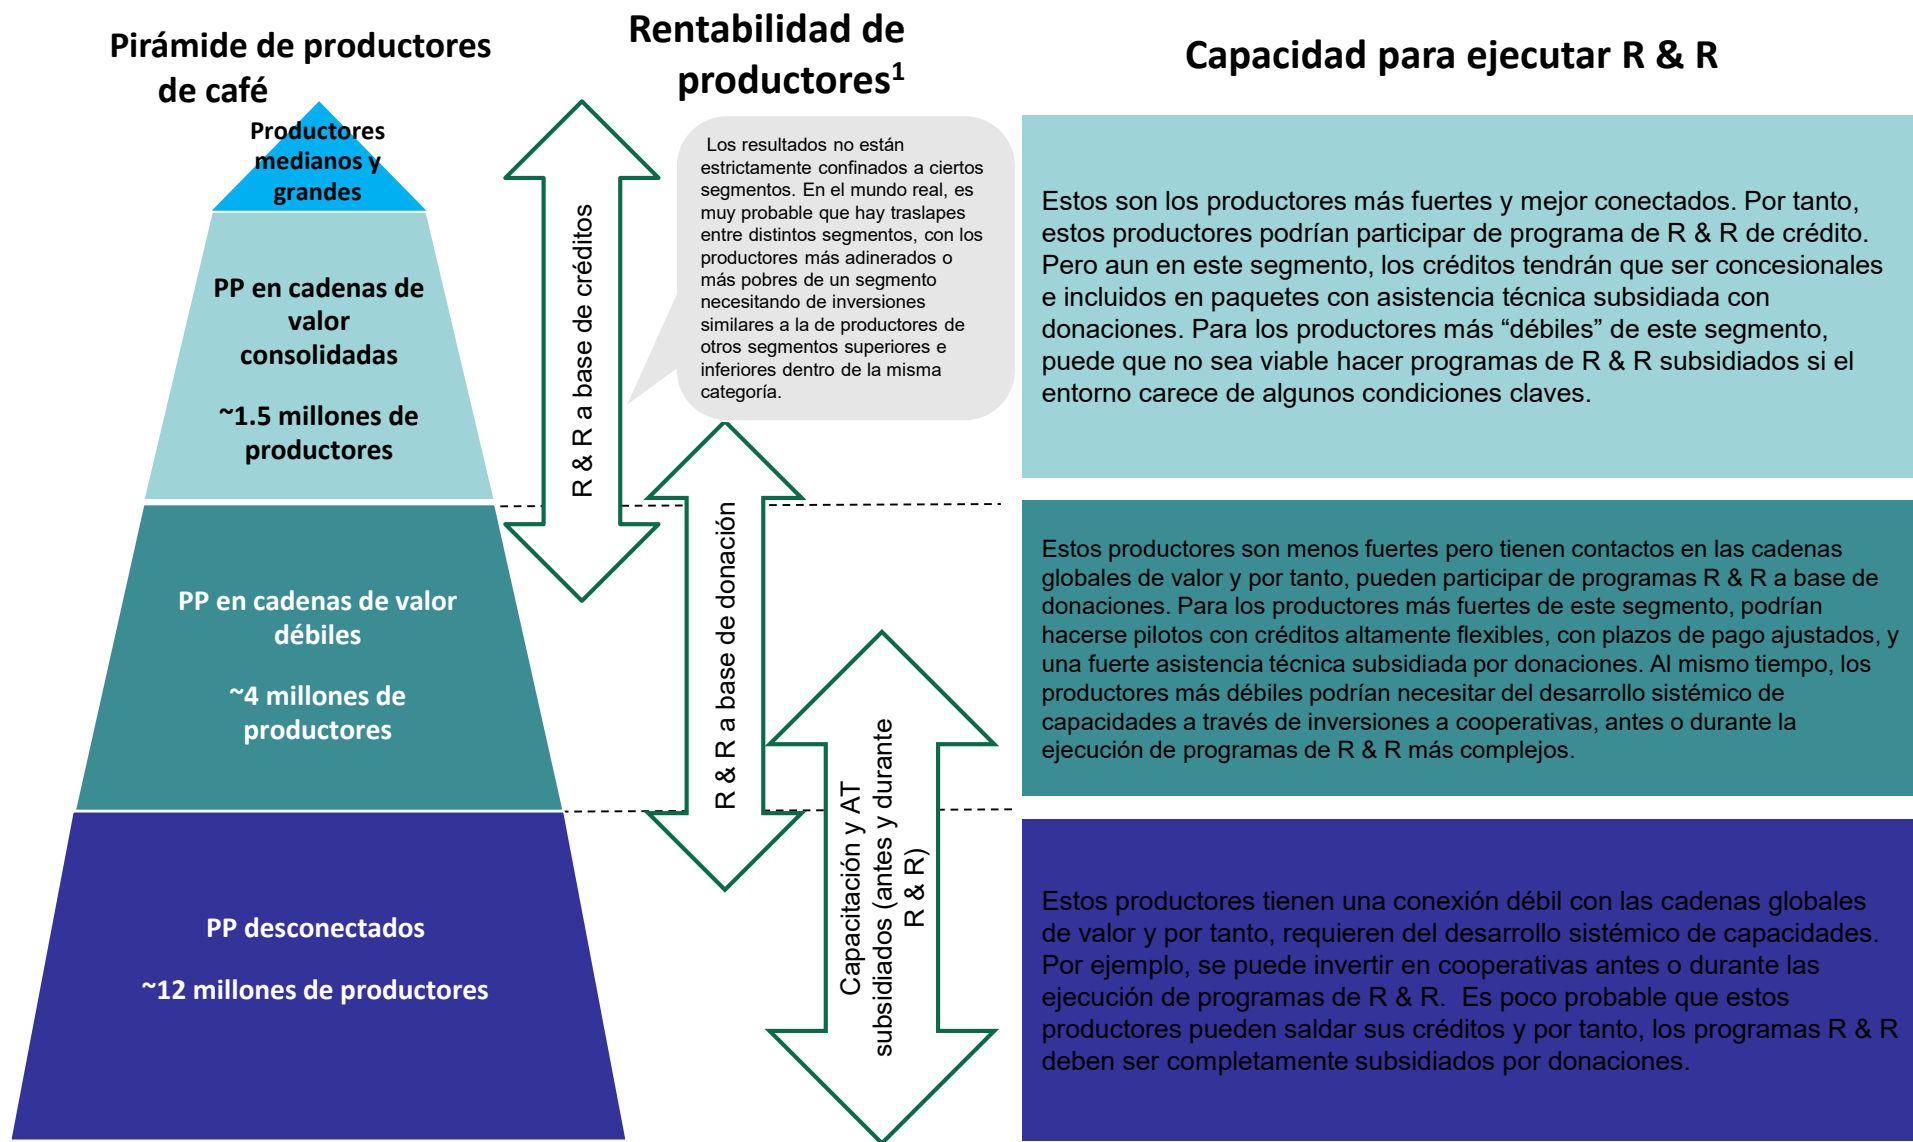 Pirámide de productores
de café
Rentabilidad de
productores1
Capacidad para ejecutar R & R
Productores
medianos y
grandes
PP en cadenas de
valor
consolidadas
~1.5 millones de
productores
PP en cadenas de valor
débiles
~4 millones de
productores
PP desconectados
~12 millones de productores
R & R a base de créditos
Los resultados no están
estrictamente confinados a ciertos
segmentos. En el mundo real, es
muy probable que hay traslapes
entre distintos segmentos, con los
productores más adinerados o
más pobres de un segmento
necesitando de inversiones
similares a la de productores de
otros segmentos superiores e
inferiores dentro de la misma
categoría.
R & R a base de donación
Capacitación y AT
subsidiados (antes y durante
R & R)
Estos son los productores más fuertes y mejor conectados. Por tanto,
estos productores podrían participar de programa de R & R de crédito.
Pero aun en este segmento, los créditos tendrán que ser concesionales
e incluidos en paquetes con asistencia técnica subsidiada con
donaciones. Para los productores más “débiles” de este segmento,
puede que no sea viable hacer programas de R & R subsidiados si el
entorno carece de algunos condiciones claves.
Estos productores son menos fuertes pero tienen contactos en las cadenas
globales de valor y por tanto, pueden participar de programas R & R a base de
donaciones. Para los productores más fuertes de este segmento, podrían
hacerse pilotos con créditos altamente flexibles, con plazos de pago ajustados, y
una fuerte asistencia técnica subsidiada por donaciones. Al mismo tiempo, los
productores más débiles podrían necesitar del desarrollo sistémico de
capacidades a través de inversiones a cooperativas, antes o durante la
ejecución de programas de R & R más complejos.
Estos productores tienen una conexión débil con las cadenas globales
de valor y por tanto, requieren del desarrollo sistémico de capacidades.
Por ejemplo, se puede invertir en cooperativas antes o durante las
ejecución de programas de R & R. Es poco probable que estos
productores pueden saldar sus créditos y por tanto, los programas R & R
deben ser completamente subsidiados por donaciones.